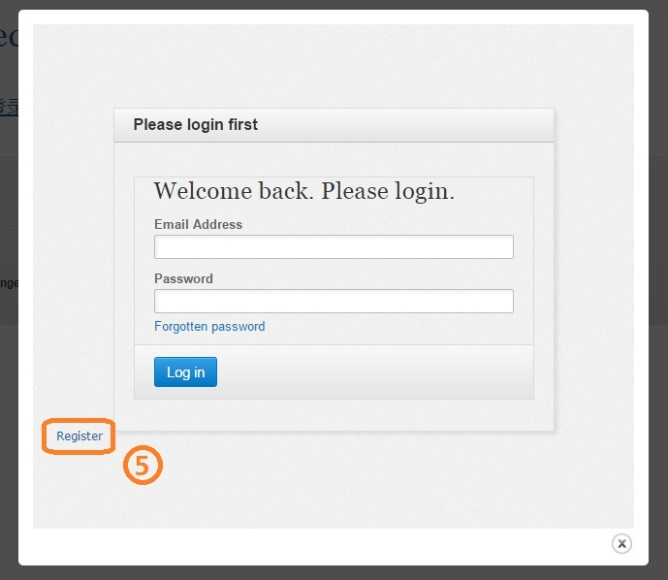 Please login first
Welcome back. Please login.
Email Address
Password
Forgotten password
Log in
Register
5
x